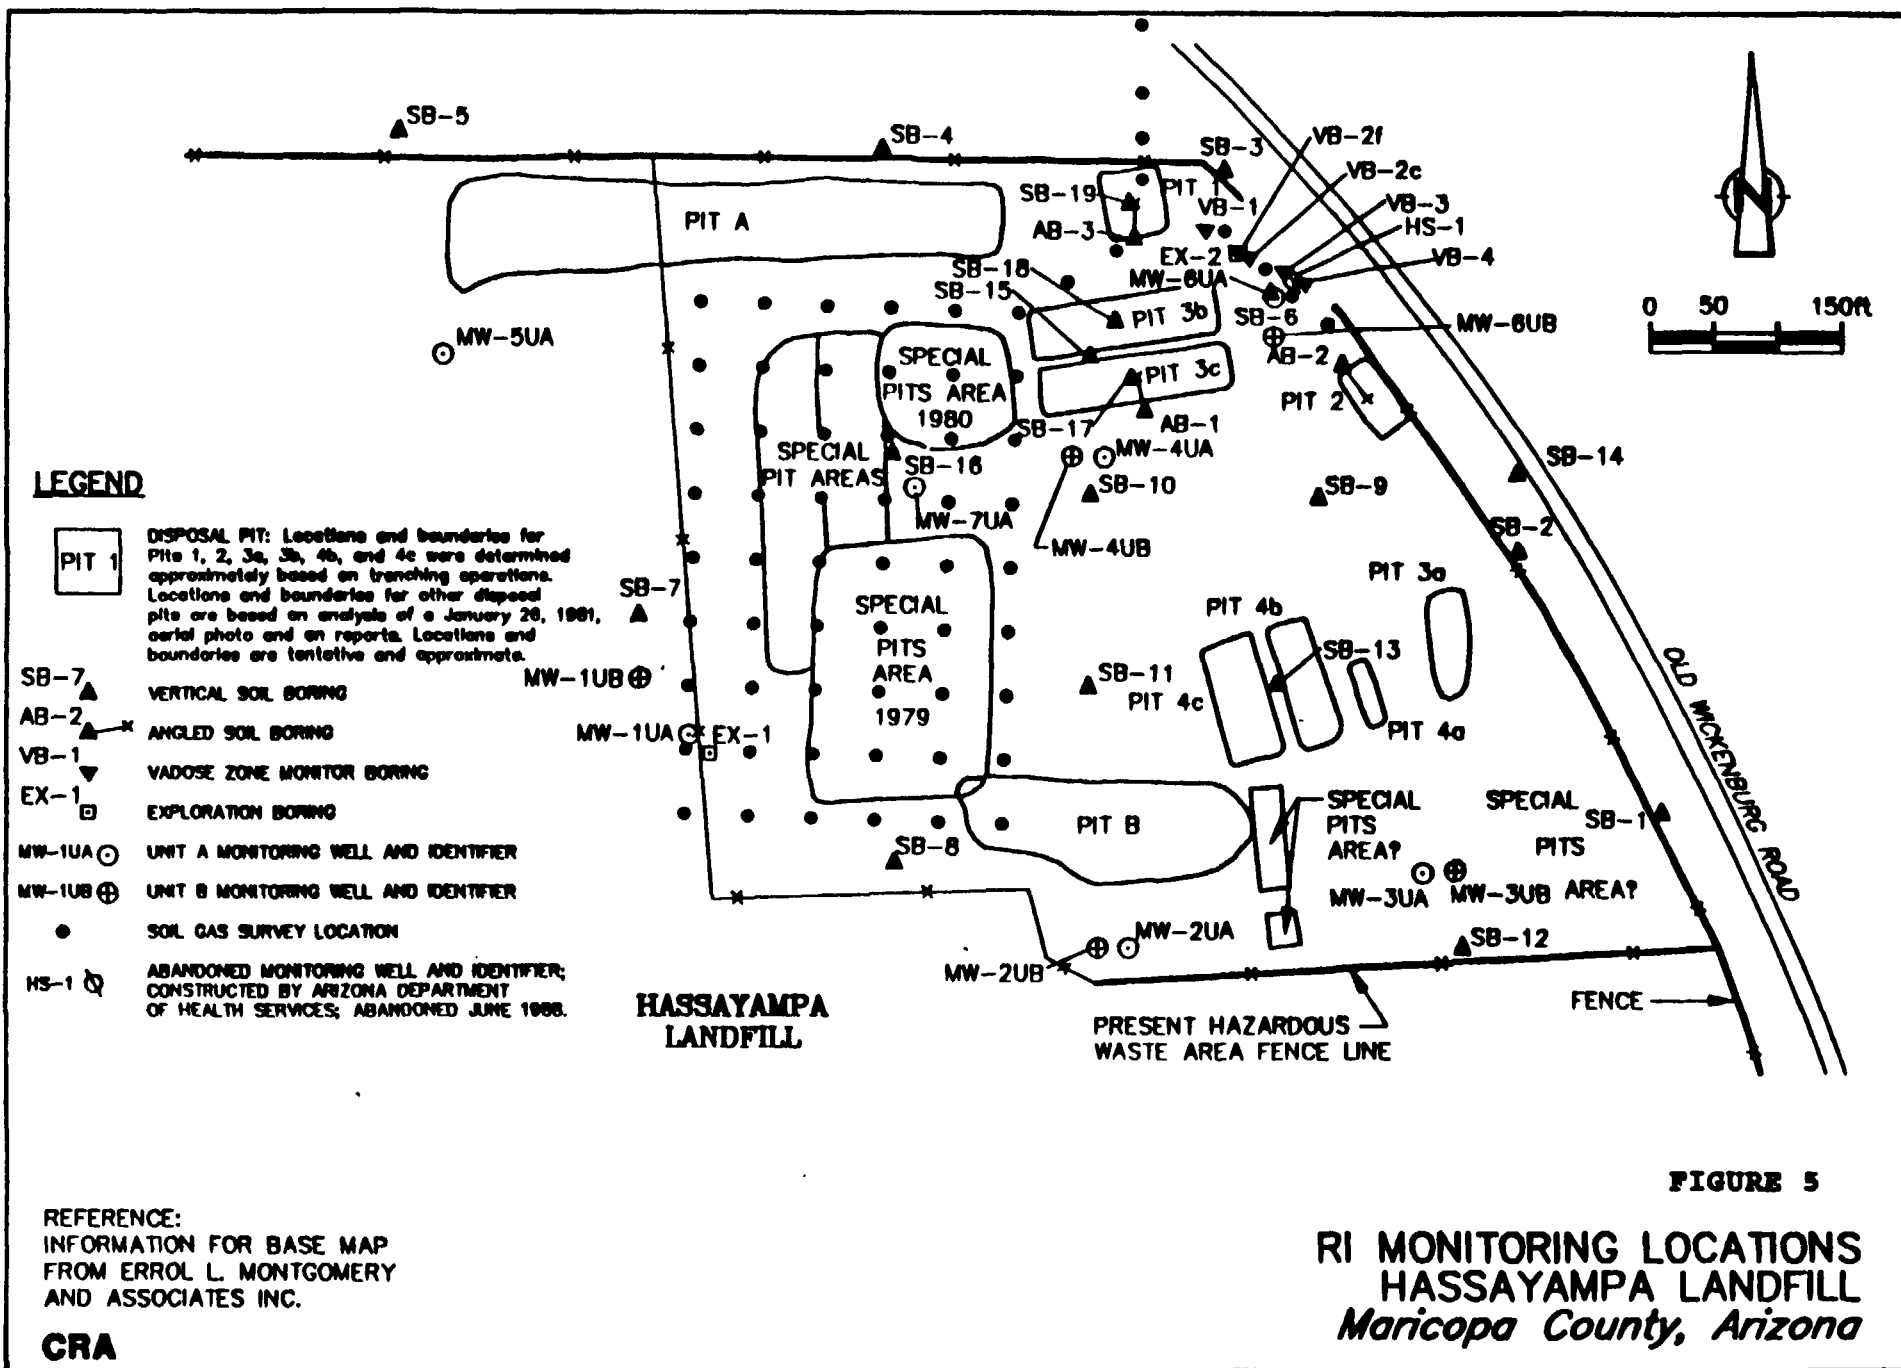 SB-5
SB-4
SB-3
VB-2f
VB-2c
VB-3
HS-1
VB-4
SB-19
PIT 1
VB-1
PIT A
AB-3
EX-2
SB-18
MW-6UA
N
SB-15
PIT 3b
SB-6
MW-6UB
0 50 150ft
MW-5UA
SPECIAL
PITS AREA
1980
PIT 3c
AB-2
PIT 2
SB-17
AB-1
SPECIAL
PIT AREAS
SB-16
MW-4UA
SB-14
SB-10
SB-9
MW-7UA
SB-2
MW-4UB
PIT 3a
SB-7
SPECIAL
PITS
AREA
1979
PIT 4b
SB-13
MW-1UB
SB-11
PIT 4c
PIT 4a
MW-1UA
EX-1
OLD WICKENBURG ROAD
PIT B
SPECIAL
PITS
AREA?
SPECIAL
PITS
AREA?
SB-1
SB-8
MW-3UA
MW-3UB
MW-2UA
MW-2UB
SB-12
FENCE
PRESENT HAZARDOUS
WASTE AREA FENCE LINE
HASSAYAMPA
LANDFILL
LEGEND
PIT 1
DISPOSAL PIT: Locations and boundaries for
Pits 1, 2, 3a, 3b, 4b, and 4c were determined
approximately based on trenching operations.
Locations and boundaries for other disposal
pits are based on analysis of a January 26, 1981,
aerial photo and on reports. Locations and
boundaries are tentative and approximate.
SB-7
VERTICAL SOIL BORING
AB-2
ANGLED SOIL BORING
VB-1
VADOSE ZONE MONITOR BORING
EX-1
EXPLORATION BORING
MW-1UA
UNIT A MONITORING WELL AND IDENTIFIER
MW-1UB
UNIT B MONITORING WELL AND IDENTIFIER
SOIL GAS SURVEY LOCATION
HS-1
ABANDONED MONITORING WELL AND IDENTIFIER;
CONSTRUCTED BY ARIZONA DEPARTMENT
OF HEALTH SERVICES; ABANDONED JUNE 1988.
REFERENCE:
INFORMATION FOR BASE MAP
FROM ERROL L. MONTGOMERY
AND ASSOCIATES INC.
CRA
FIGURE 5
RI MONITORING LOCATIONS
HASSAYAMPA LANDFILL
Maricopa County, Arizona